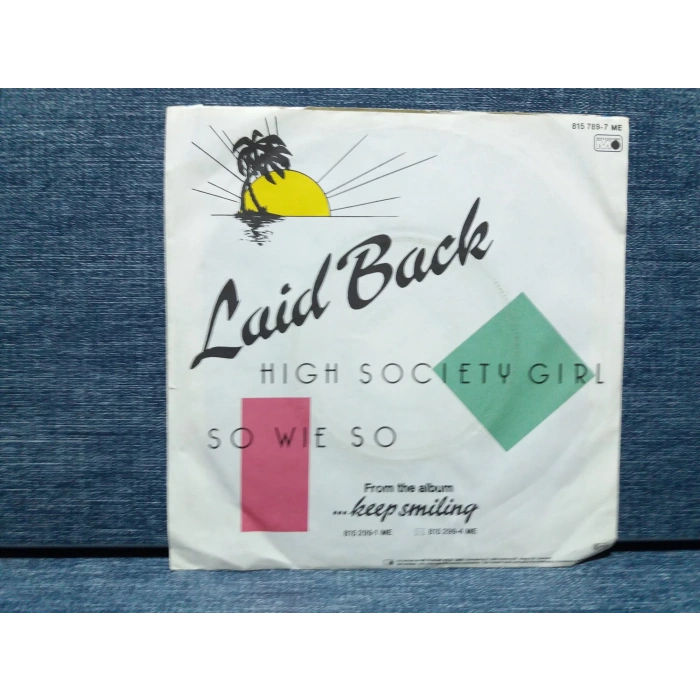 815 789-7 ME
Laid Back
HIGH SOCIETY GIRL
SO WIE SO
From the album
...keep smiling
815 299-1 ME 815 299-4 ME